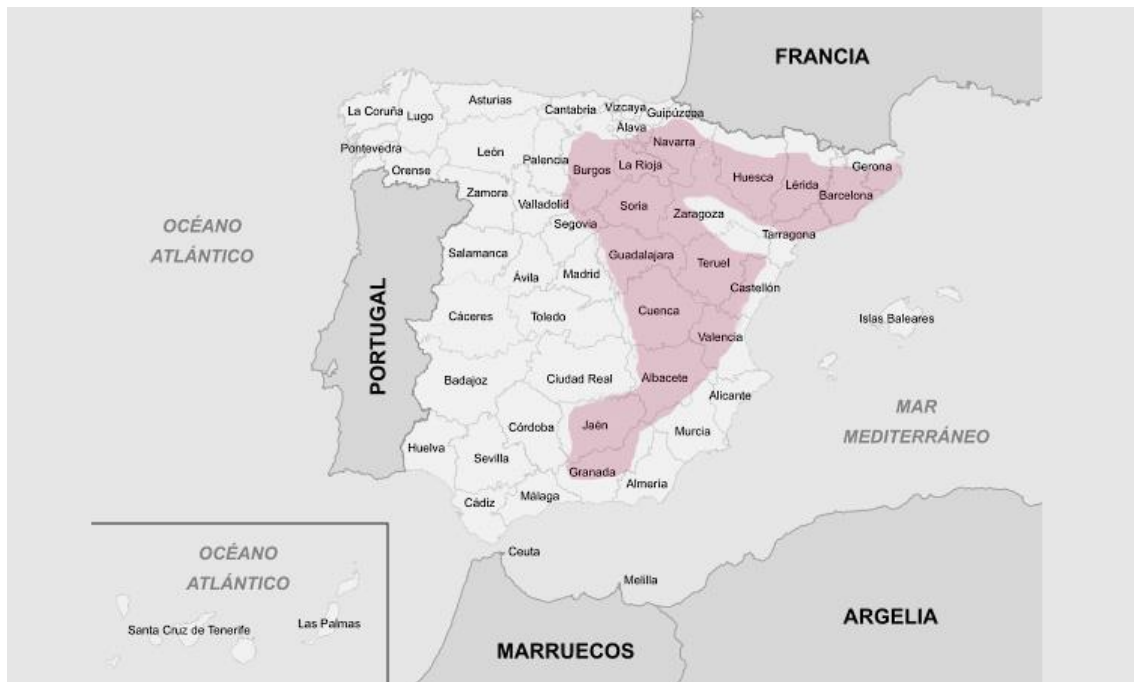 FRANCIA
Asturias
Cantabria
Vizcaya
Guipúzcoa
La Coruña
Lugo
Álava
Navarra
Pontevedra
León
Palencia
Burgos
La Rioja
Huesca
Lérida
Gerona
Barcelona
Orense
Zamora
Valladolid
Soria
Zaragoza
Segovia
Tarragona
OCÉANO
ATLÁNTICO
Salamanca
Ávila
Madrid
Guadalajara
Teruel
Castellón
PORTUGAL
Cáceres
Toledo
Cuenca
Valencia
Islas Baleares
Badajoz
Ciudad Real
Albacete
Alicante
MAR
MEDITERRÁNEO
Huelva
Córdoba
Jaén
Murcia
Sevilla
Granada
Almería
Cádiz
Málaga
Ceuta
Melilla
OCÉANO
ATLÁNTICO
Santa Cruz de Tenerife
Las Palmas
MARRUECOS
ARGELIA